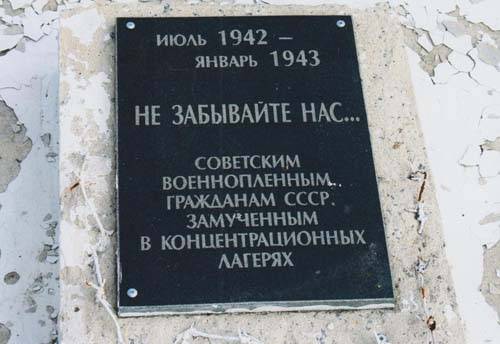 ИЮЛЬ 1942 –
ЯНВАРЬ 1943
НЕ ЗАБЫВАЙТЕ НАС...
СОВЕТСКИМ
ВОЕННОПЛЕННЫМ,
ГРАЖДАНАМ СССР.
ЗАМУЧЕННЫМ
В КОНЦЕНТРАЦИОННЫХ
ЛАГЕРЯХ